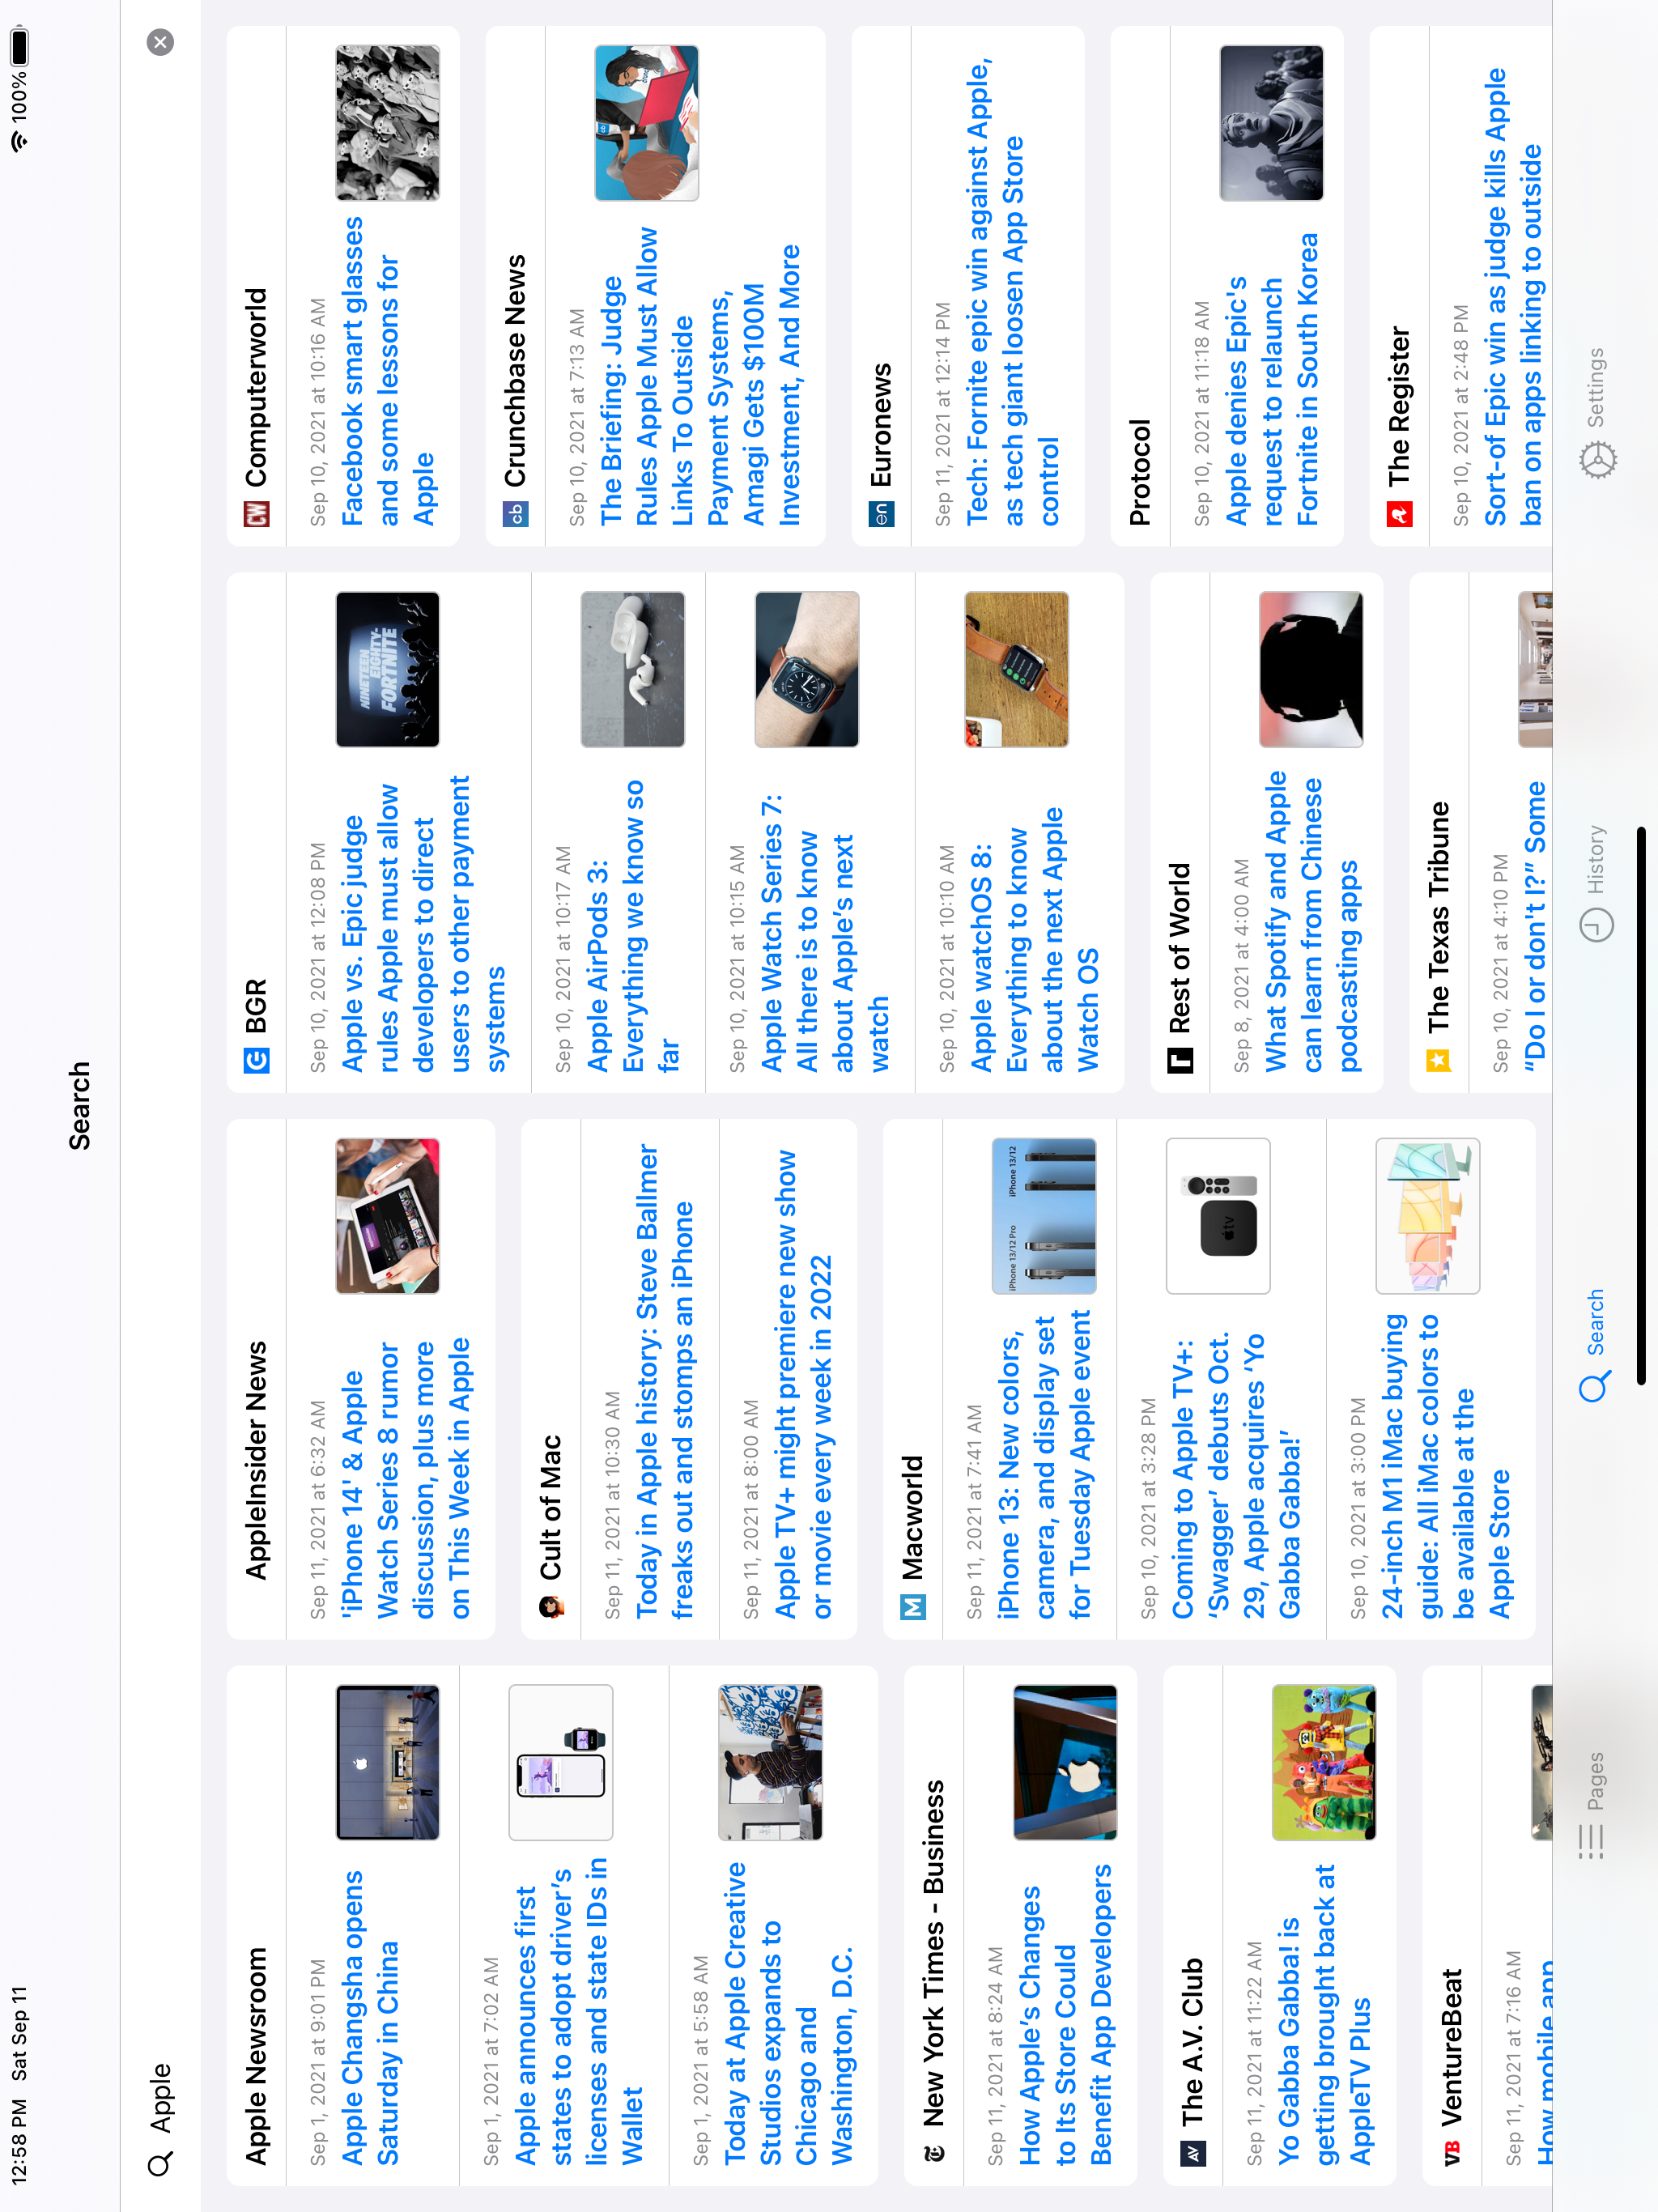 12:58 PM Sat Sep 11
100%
Search
Apple
Apple Newsroom
Sep 1, 2021 at 9:01 PM
Apple Changsha opens
Saturday in China
Sep 1, 2021 at 7:02 AM
Apple announces first
states to adopt driver’s
licenses and state IDs in
Wallet
Sep 1, 2021 at 5:58 AM
Today at Apple Creative
Studios expands to
Chicago and
Washington, D.C.
New York Times - Business
Sep 11, 2021 at 8:24 AM
How Apple’s Changes
to Its Store Could
Benefit App Developers
AV
The A.V. Club
Sep 11, 2021 at 11:22 AM
Yo Gabba Gabba! is
getting brought back at
AppleTV Plus
VB
VentureBeat
Sep 11, 2021 at 7:16 AM
How mobile app
AppleInsider News
Sep 11, 2021 at 6:32 AM
'iPhone 14' & Apple
Watch Series 8 rumor
discussion, plus more
on This Week in Apple
Cult of Mac
Sep 11, 2021 at 10:30 AM
Today in Apple history: Steve Ballmer
freaks out and stomps an iPhone
Sep 11, 2021 at 8:00 AM
Apple TV+ might premiere new show
or movie every week in 2022
M
Macworld
Sep 11, 2021 at 7:41 AM
iPhone 13: New colors,
camera, and display set
for Tuesday Apple event
iPhone 13/12 Pro
iPhone 13/12
Sep 10, 2021 at 3:28 PM
Coming to Apple TV+:
‘Swagger’ debuts Oct.
29, Apple acquires ‘Yo
Gabba Gabba!’
tv
Sep 10, 2021 at 3:00 PM
24-inch M1 iMac buying
guide: All iMac colors to
be available at the
Apple Store
BGR
Sep 10, 2021 at 12:08 PM
Apple vs. Epic judge
rules Apple must allow
developers to direct
users to other payment
systems
NINETEEN
EIGHTY-
FORTNITE
Sep 10, 2021 at 10:17 AM
Apple AirPods 3:
Everything we know so
far
Sep 10, 2021 at 10:15 AM
Apple Watch Series 7:
All there is to know
about Apple’s next
watch
Sep 10, 2021 at 10:10 AM
Apple watchOS 8:
Everything to know
about the next Apple
Watch OS
Rest of World
Sep 8, 2021 at 4:00 AM
What Spotify and Apple
can learn from Chinese
podcasting apps
The Texas Tribune
Sep 10, 2021 at 4:10 PM
“Do I or don't I?” Some
CW
Computerworld
Sep 10, 2021 at 10:16 AM
Facebook smart glasses
and some lessons for
Apple
cb
Crunchbase News
Sep 10, 2021 at 7:13 AM
The Briefing: Judge
Rules Apple Must Allow
Links To Outside
Payment Systems,
Amagi Gets $100M
Investment, And More
en
Euronews
Sep 11, 2021 at 12:14 PM
Tech: Fornite epic win against Apple,
as tech giant loosen App Store
control
Protocol
Sep 10, 2021 at 11:18 AM
Apple denies Epic's
request to relaunch
Fortnite in South Korea
The Register
Sep 10, 2021 at 2:48 PM
Sort-of Epic win as judge kills Apple
ban on apps linking to outside
Pages
Search
History
Settings